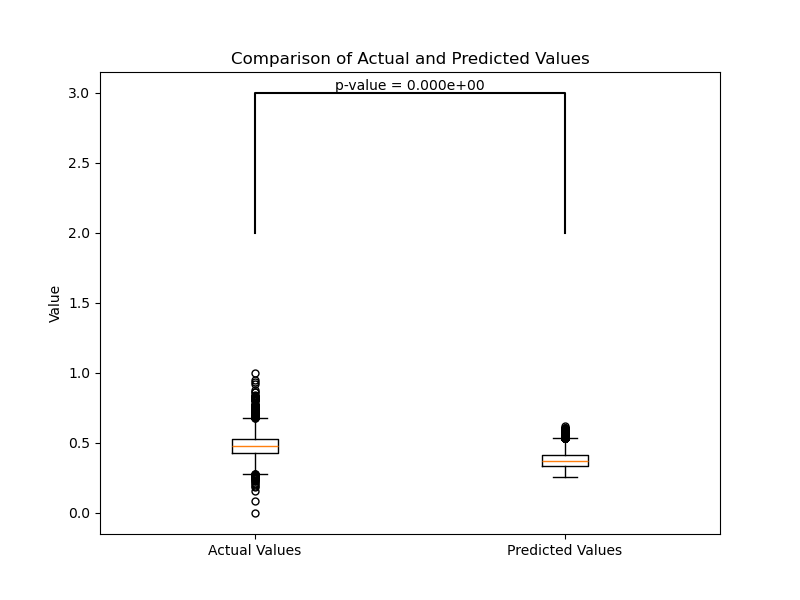 Comparison of Actual and Predicted Values
p-value = 0.000e+00
3.0
2.5
2.0
1.5
1.0
0.5
0.0
Value
Actual Values
Predicted Values